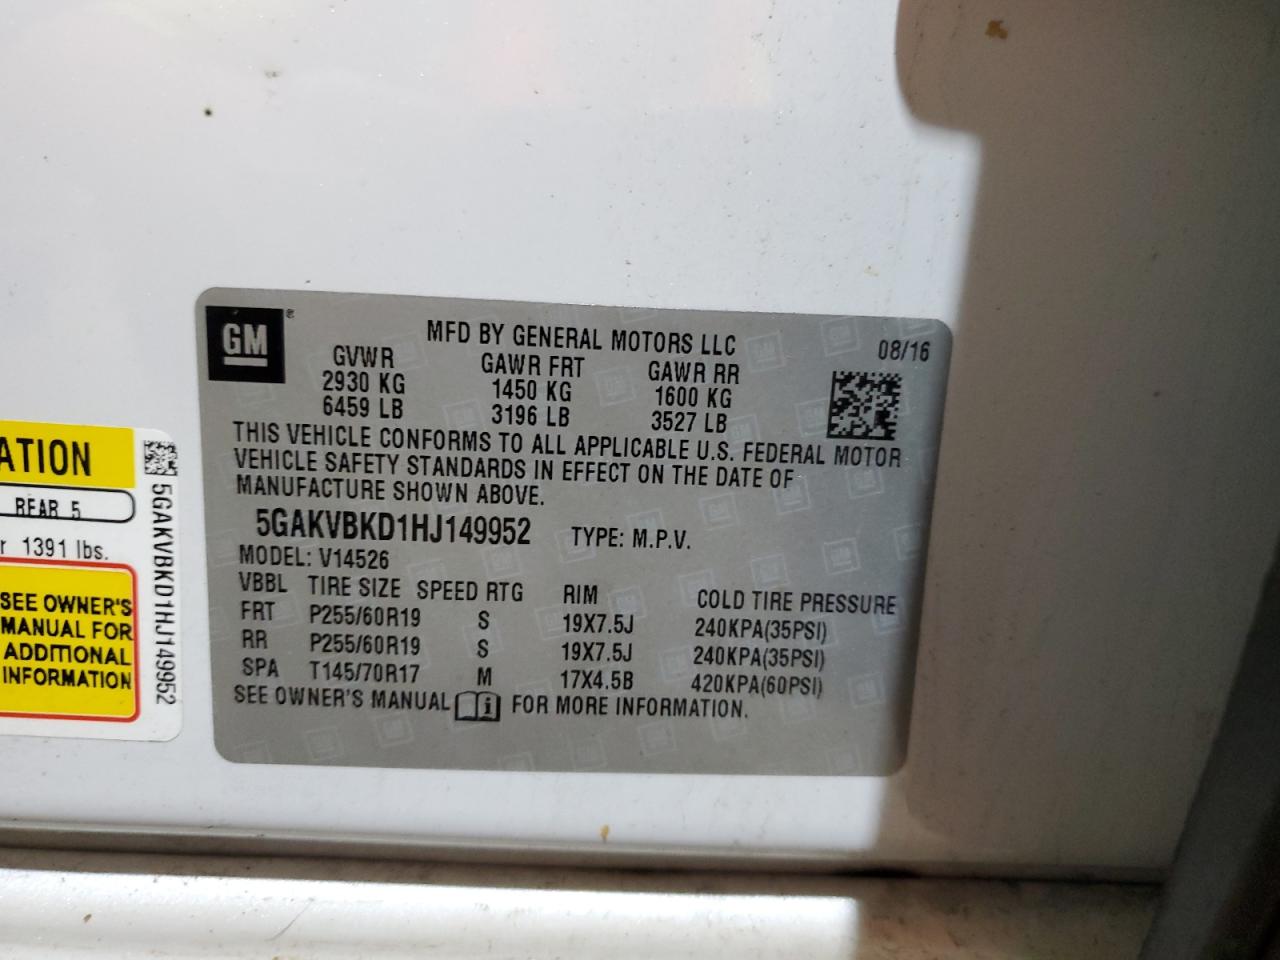 GM®
MFD BY GENERAL MOTORS LLC
08/16
GVWR GAWR FRT GAWR RR
2930 KG 1450 KG 1600 KG
6459 LB 3196 LB 3527 LB
THIS VEHICLE CONFORMS TO ALL APPLICABLE U.S. FEDERAL MOTOR
VEHICLE SAFETY STANDARDS IN EFFECT ON THE DATE OF
MANUFACTURE SHOWN ABOVE.
5GAKVBKD1HJ149952 TYPE: M.P.V.
MODEL: V14526
VBBL TIRE SIZE SPEED RTG RIM COLD TIRE PRESSURE
FRT P255/60R19 S 19X7.5J 240KPA(35PSI)
RR P255/60R19 S 19X7.5J 240KPA(35PSI)
SPA T145/70R17 M 17X4.5B 420KPA(60PSI)
SEE OWNER'S MANUAL FOR MORE INFORMATION.
ATION
REAR 5
r 1391 lbs.
SEE OWNER'S
MANUAL FOR
ADDITIONAL
INFORMATION
5GAKVBKD1HJ149952